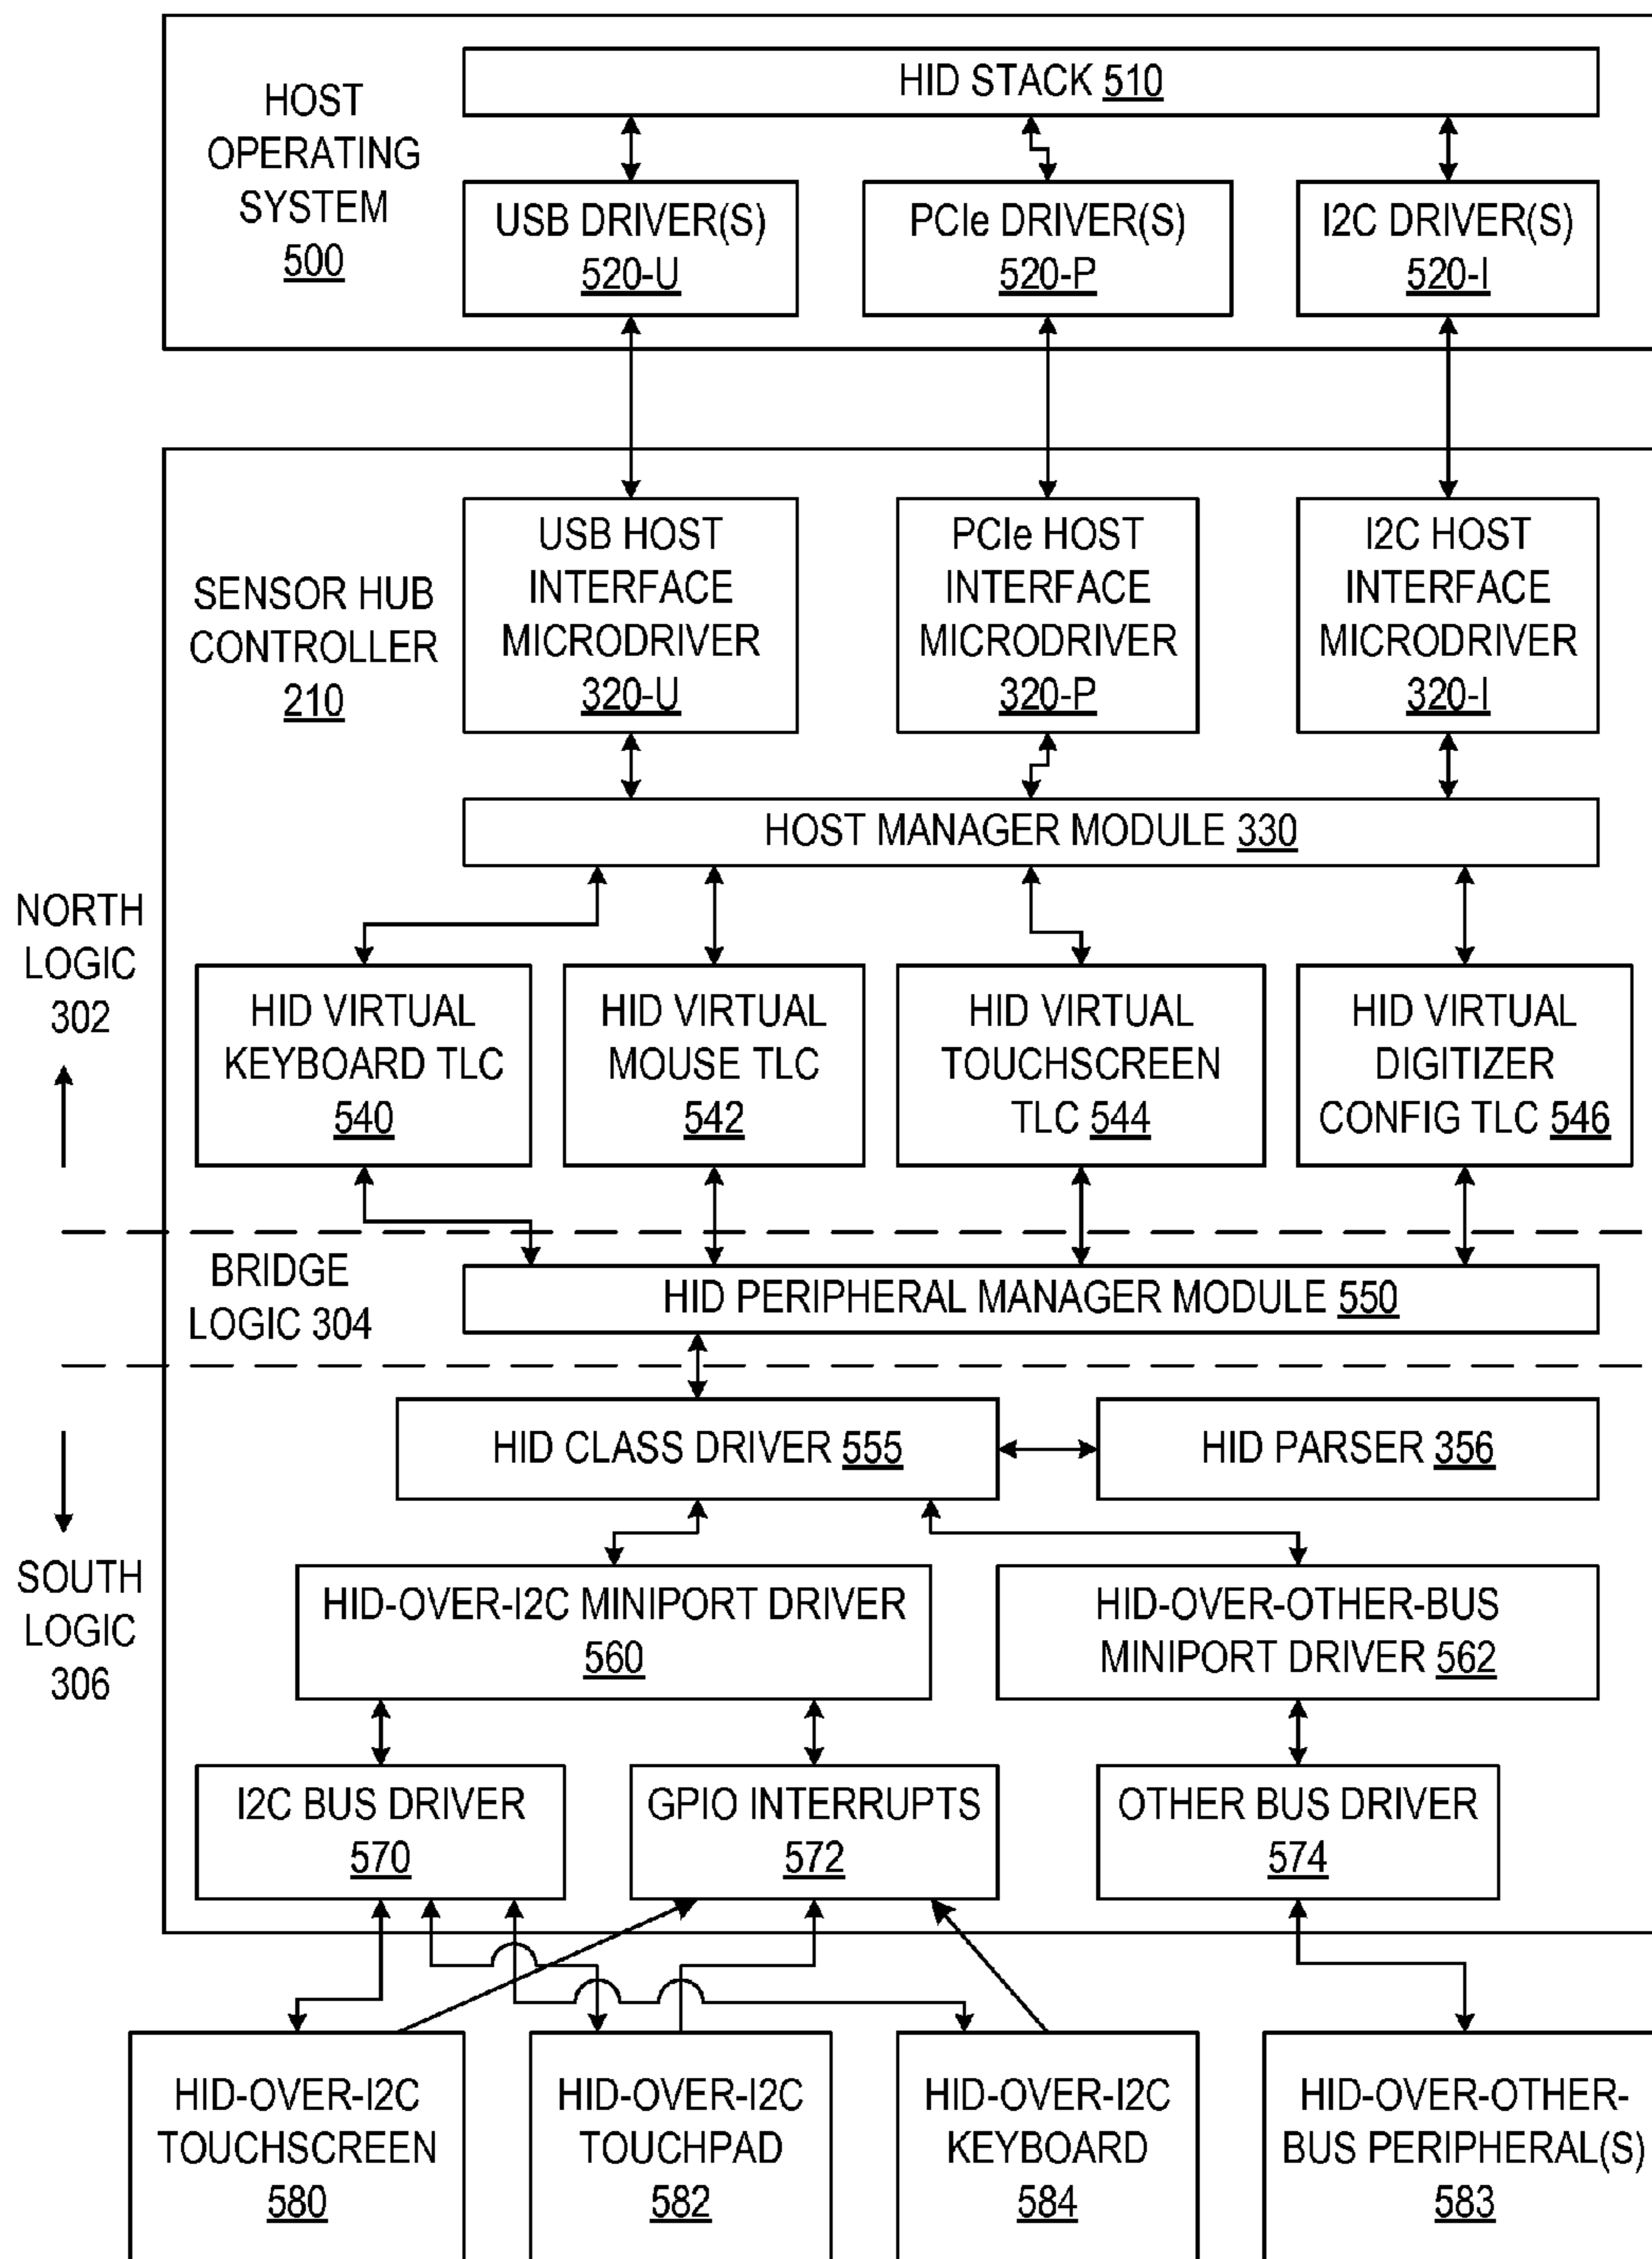 HID STACK 510
HOST
OPERATING
SYSTEM
500
USB DRIVER(S)
520-U
PCIe DRIVER(S)
520-P
I2C DRIVER(S)
520-I
SENSOR HUB
CONTROLLER
210
USB HOST
INTERFACE
MICRODRIVER
320-U
PCIe HOST
INTERFACE
MICRODRIVER
320-P
I2C HOST
INTERFACE
MICRODRIVER
320-I
HOST MANAGER MODULE 330
NORTH
LOGIC
302
HID VIRTUAL
KEYBOARD TLC
540
HID VIRTUAL
MOUSE TLC
542
HID VIRTUAL
TOUCHSCREEN
TLC 544
HID VIRTUAL
DIGITIZER
CONFIG TLC 546
BRIDGE
LOGIC 304
HID PERIPHERAL MANAGER MODULE 550
HID CLASS DRIVER 555
HID PARSER 356
SOUTH
LOGIC
306
HID-OVER-I2C MINIPORT DRIVER
560
HID-OVER-OTHER-BUS
MINIPORT DRIVER 562
I2C BUS DRIVER
570
GPIO INTERRUPTS
572
OTHER BUS DRIVER
574
HID-OVER-I2C
TOUCHSCREEN
580
HID-OVER-I2C
TOUCHPAD
582
HID-OVER-I2C
KEYBOARD
584
HID-OVER-OTHER-
BUS PERIPHERAL(S)
583